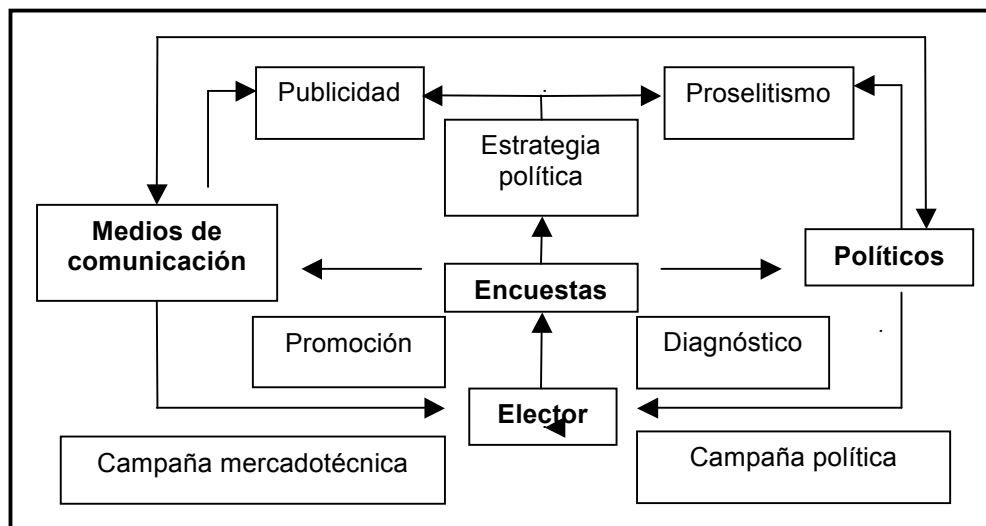 Publicidad
Proselitismo
Estrategia
política
Medios de
comunicación
Políticos
Encuestas
Promoción
Diagnóstico
Elector
Campaña mercadotécnica
Campaña política